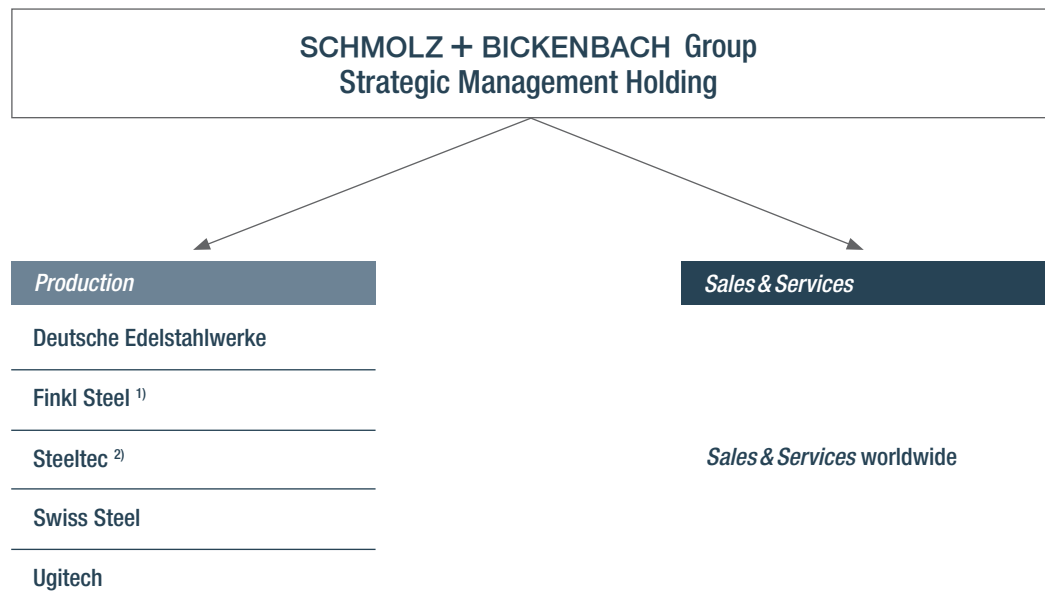 SCHMOLZ + BICKENBACH Group
Strategic Management Holding
Production
Deutsche Edelstahlwerke
Finkl Steel 1)
Steeltec 2)
Swiss Steel
Ugitech
Sales & Services
Sales & Services worldwide